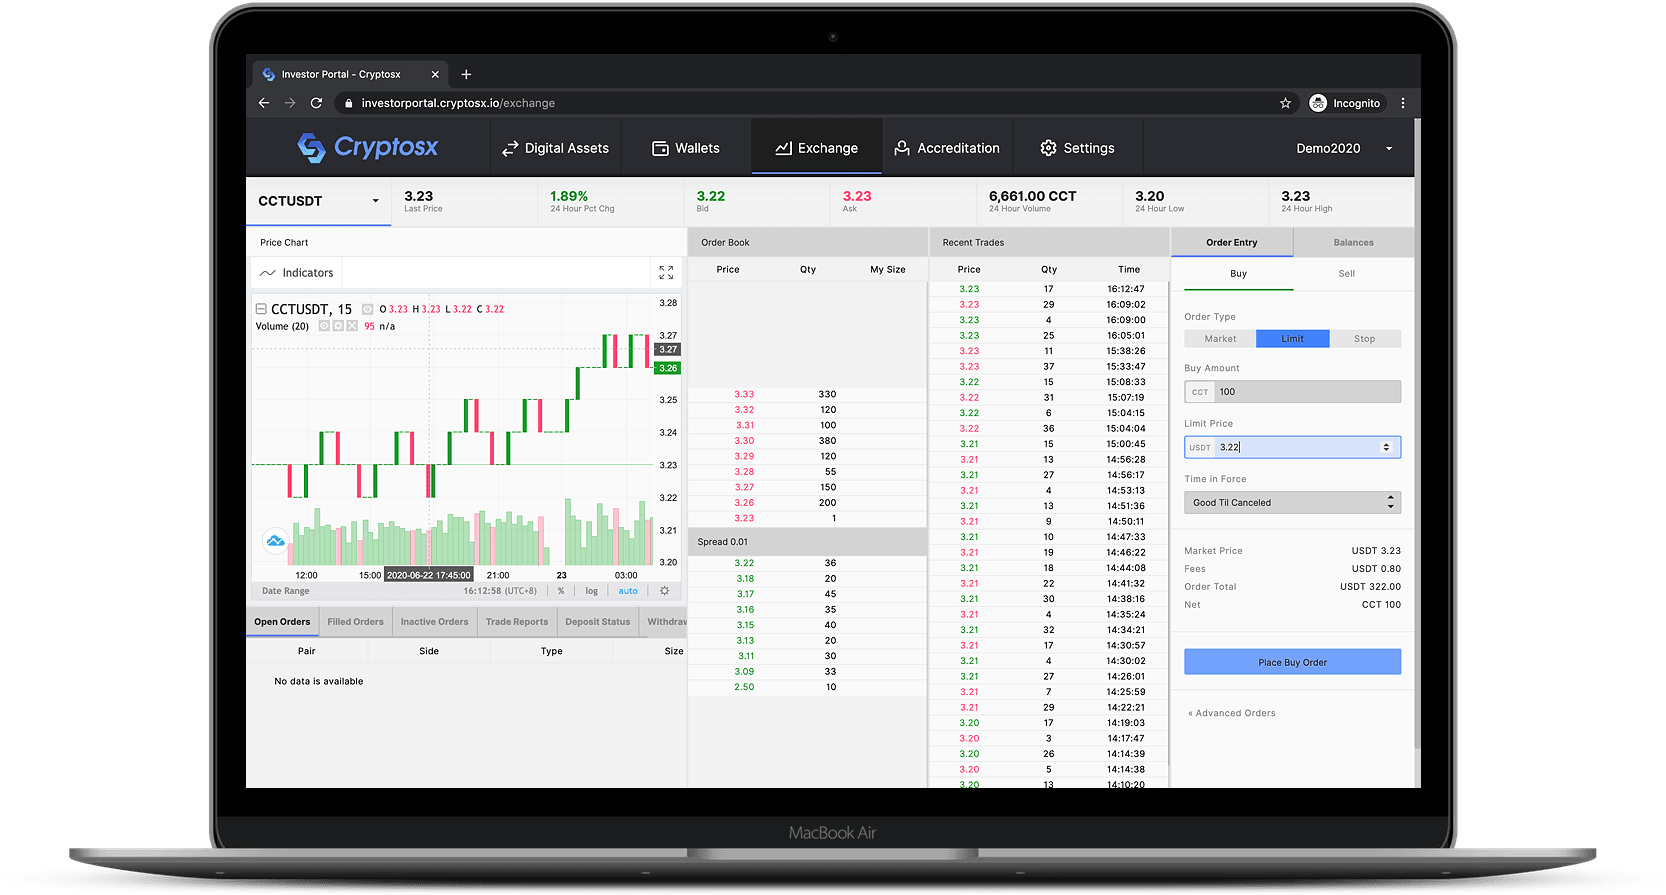 Investor Portal - Cryptosx
investorportal.cryptosx.io/exchange
Incognito
Cryptosx
Digital Assets
Wallets
Exchange
Accreditation
Settings
Demo2020
CCTUSDT
3.23
Last Price
1.89%
24 Hour Pct Chg
3.22
Bid
3.23
Ask
6,661.00 CCT
24 Hour Volume
3.20
24 Hour Low
3.23
24 Hour High
Price Chart
Indicators
CCTUSDT, 15 O 3.23 H 3.23 L 3.22 C 3.22
Volume (20) 95 n/a
3.28
3.27
3.27
3.26
3.25
3.24
3.23
3.22
3.21
3.20
12:00 15:00 2020-06-22 17:45:00 21:00 23 03:00
Date Range 16:12:58 (UTC+8) % log auto
Open Orders Filled Orders Inactive Orders Trade Reports Deposit Status Withdraw
Pair Side Type Size
No data is available
Order Book
Price Qty My Size
3.33 330
3.32 120
3.31 100
3.30 380
3.29 120
3.28 55
3.27 150
3.26 200
3.23 1
Spread 0.01
3.22 36
3.18 20
3.17 45
3.16 35
3.15 40
3.13 20
3.11 30
3.09 33
2.50 10
Recent Trades
Price Qty Time
3.23 17 16:12:47
3.23 29 16:09:02
3.23 4 16:09:00
3.23 25 16:05:01
3.23 11 15:38:26
3.23 37 15:33:47
3.22 15 15:08:33
3.22 31 15:07:19
3.22 6 15:04:15
3.22 36 15:04:04
3.21 15 15:00:45
3.21 13 14:56:28
3.21 27 14:56:17
3.21 4 14:53:13
3.21 13 14:51:36
3.21 9 14:50:11
3.21 10 14:47:33
3.21 19 14:46:22
3.21 18 14:44:08
3.21 22 14:41:32
3.21 30 14:38:16
3.21 4 14:35:24
3.21 32 14:34:21
3.21 17 14:30:57
3.21 4 14:30:02
3.21 27 14:26:01
3.21 7 14:25:59
3.21 29 14:22:21
3.20 17 14:19:03
3.20 3 14:17:47
3.20 26 14:14:39
3.20 5 14:14:38
3.20 13 14:10:20
Order Entry Balances
Buy Sell
Order Type
Market Limit Stop
Buy Amount
CCT 100
Limit Price
USDT 3.22
Time in Force
Good Til Canceled
Market Price USDT 3.23
Fees USDT 0.80
Order Total USDT 322.00
Net CCT 100
Place Buy Order
« Advanced Orders
MacBook Air